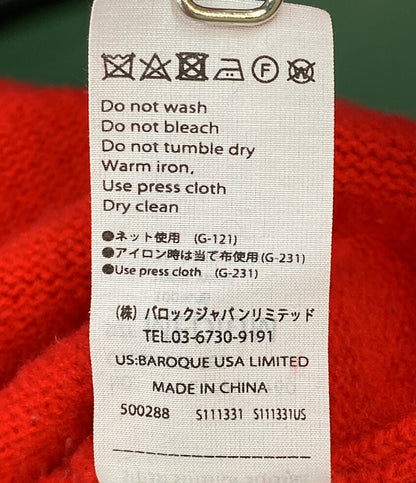 F W
Do not wash
Do not bleach
Do not tumble dry
Warm iron,
Use press cloth
Dry clean
●ネット使用 (G-121)
●アイロン時は当て布使用(G-231)
●Use press cloth (G-231)
(株) バロックジャパンリミテッド
TEL.03-6730-9191
US:BAROQUE USA LIMITED
MADE IN CHINA
500288 S111331 S111331US